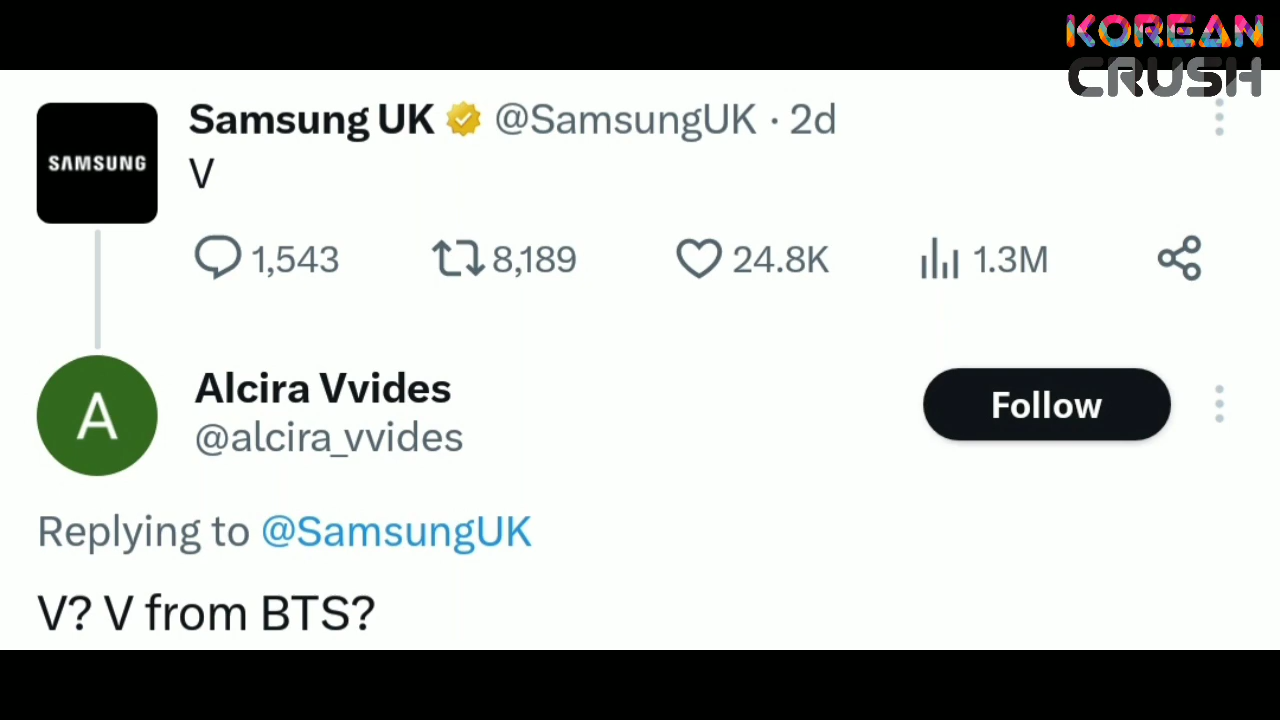 KOREAN
CRUSH
SAMSUNG
Samsung UK @SamsungUK · 2d
V
1,543 8,189 24.8K 1.3M
A
Alcira Vvides
@alcira_vvides
Follow
Replying to @SamsungUK
V? V from BTS?